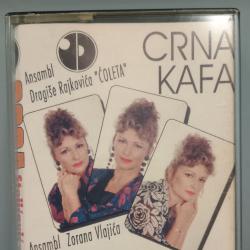 Ansambl
Dragiše Rajkovića "ČOLETA"
CRNA
KAFA
Ansambl Zorana Vlajića